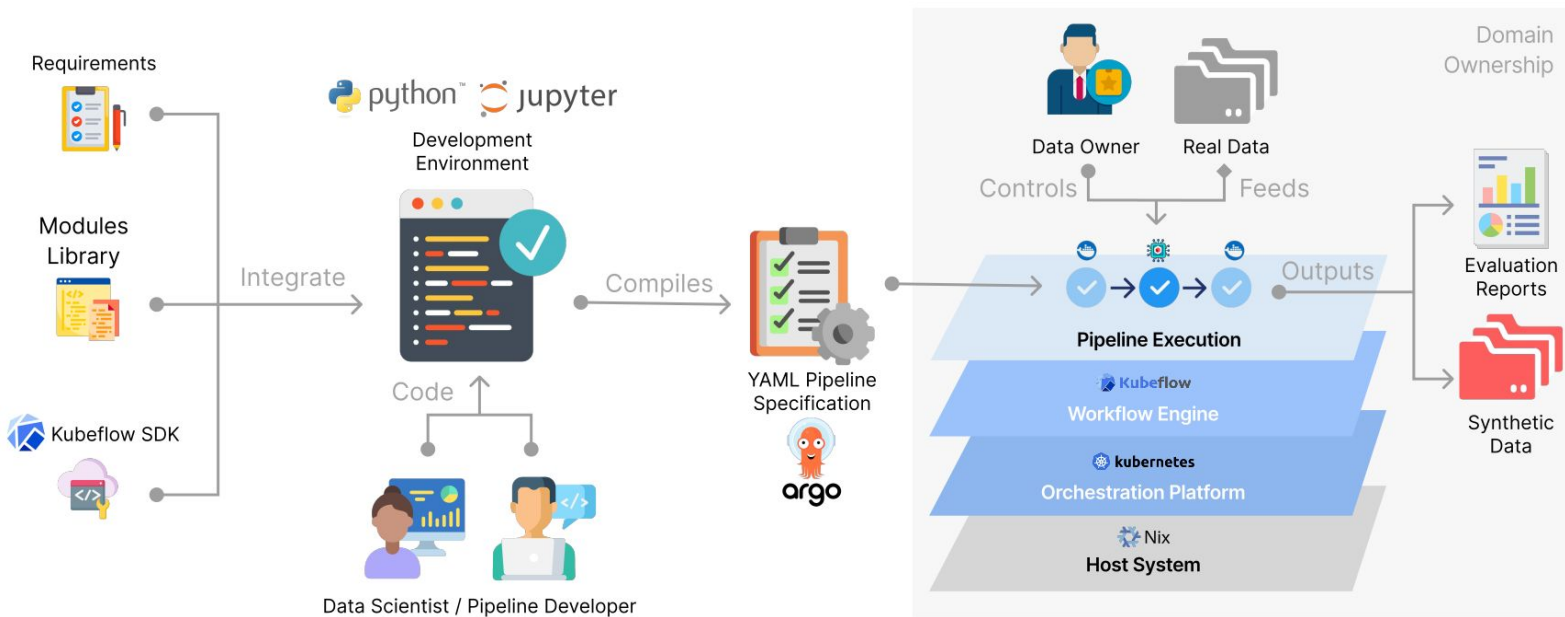 Requirements
Modules
Library
Kubeflow SDK
</>
Integrate
python™
jupyter
Development
Environment
Code
</>
Data Scientist / Pipeline Developer
Compiles
YAML Pipeline
Specification
argo
Domain
Ownership
Data Owner
Real Data
Controls
Feeds
Outputs
Pipeline Execution
Kubeflow
Workflow Engine
kubernetes
Orchestration Platform
Nix
Host System
Evaluation
Reports
Synthetic
Data